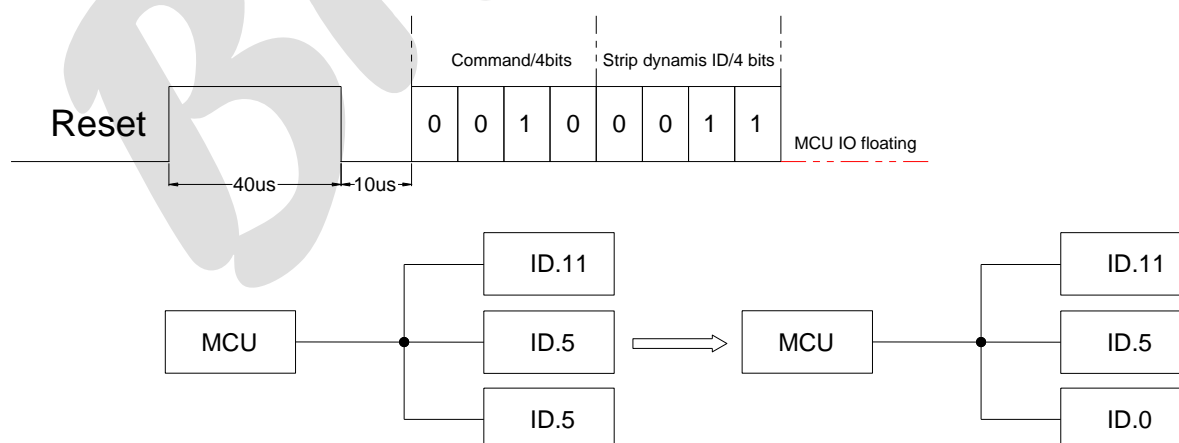 Command/4bits Strip dynamis ID/4 bits
Reset 0 0 1 0 0 0 1 1 MCU IO floating
40us 10us
ID.11 ID.11
MCU ID.5 MCU ID.5
ID.5 ID.0